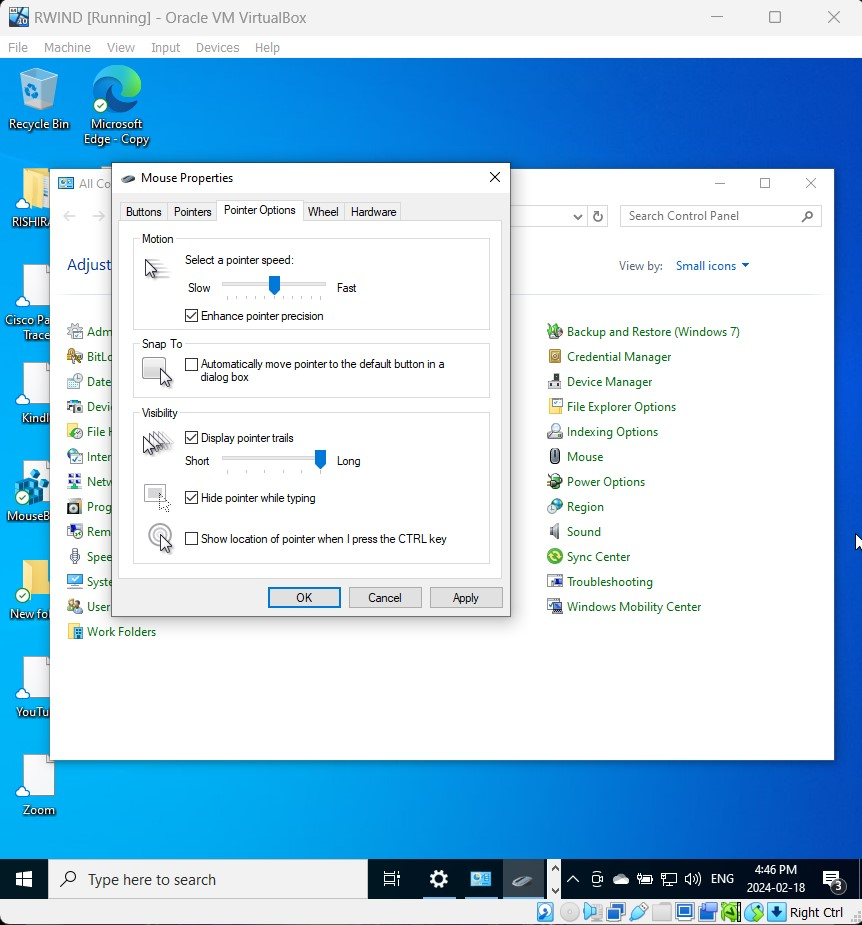 RWIND [Running] - Oracle VM VirtualBox
File Machine View Input Devices Help
Recycle Bin
Microsoft
Edge - Copy
RISHIRA
Cisco Pa
Trace
Kindl
MouseB
New fo
YouTu
Zoom
All Co
Search Control Panel
Adjust
View by: Small icons
Adm
BitLo
Date
Devi
File H
Inter
Netw
Prog
Rem
Spee
Syste
User
Work Folders
Backup and Restore (Windows 7)
Credential Manager
Device Manager
File Explorer Options
Indexing Options
Mouse
Power Options
Region
Sound
Sync Center
Troubleshooting
Windows Mobility Center
Mouse Properties
Buttons Pointers Pointer Options Wheel Hardware
Motion
Select a pointer speed:
Slow Fast
Enhance pointer precision
Snap To
Automatically move pointer to the default button in a
dialog box
Visibility
Display pointer trails
Short Long
Hide pointer while typing
Show location of pointer when I press the CTRL key
OK Cancel Apply
Type here to search
ENG
4:46 PM
2024-02-18
3
Right Ctrl